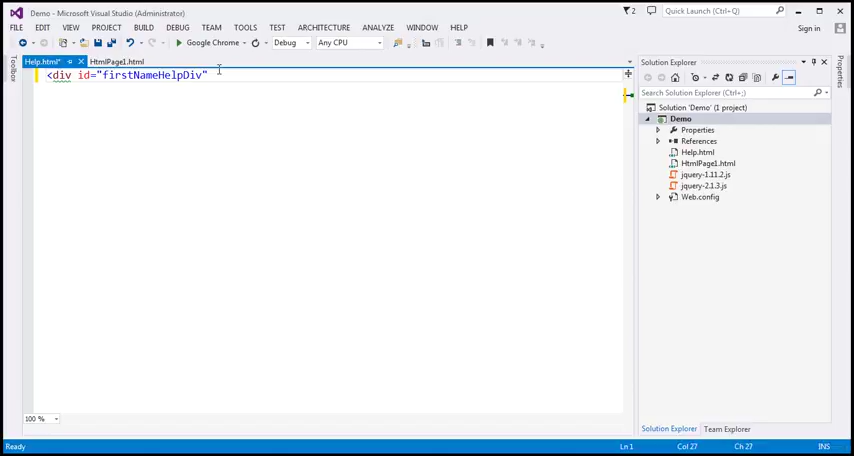 Demo - Microsoft Visual Studio (Administrator)
2
Quick Launch (Ctrl+Q)
FILE EDIT VIEW PROJECT BUILD DEBUG TEAM TOOLS TEST ARCHITECTURE ANALYZE WINDOW HELP
Sign in
Google Chrome Debug Any CPU
Toolbox
Help.html* HtmlPage1.html
<div id="firstNameHelpDiv"
100 %
Solution Explorer
Search Solution Explorer (Ctrl+;)
Solution 'Demo' (1 project)
Demo
Properties
References
Help.html
HtmlPage1.html
jquery-1.11.2.js
jquery-2.1.3.js
Web.config
Solution Explorer Team Explorer
Properties
Ready Ln 1 Col 27 Ch 27 INS